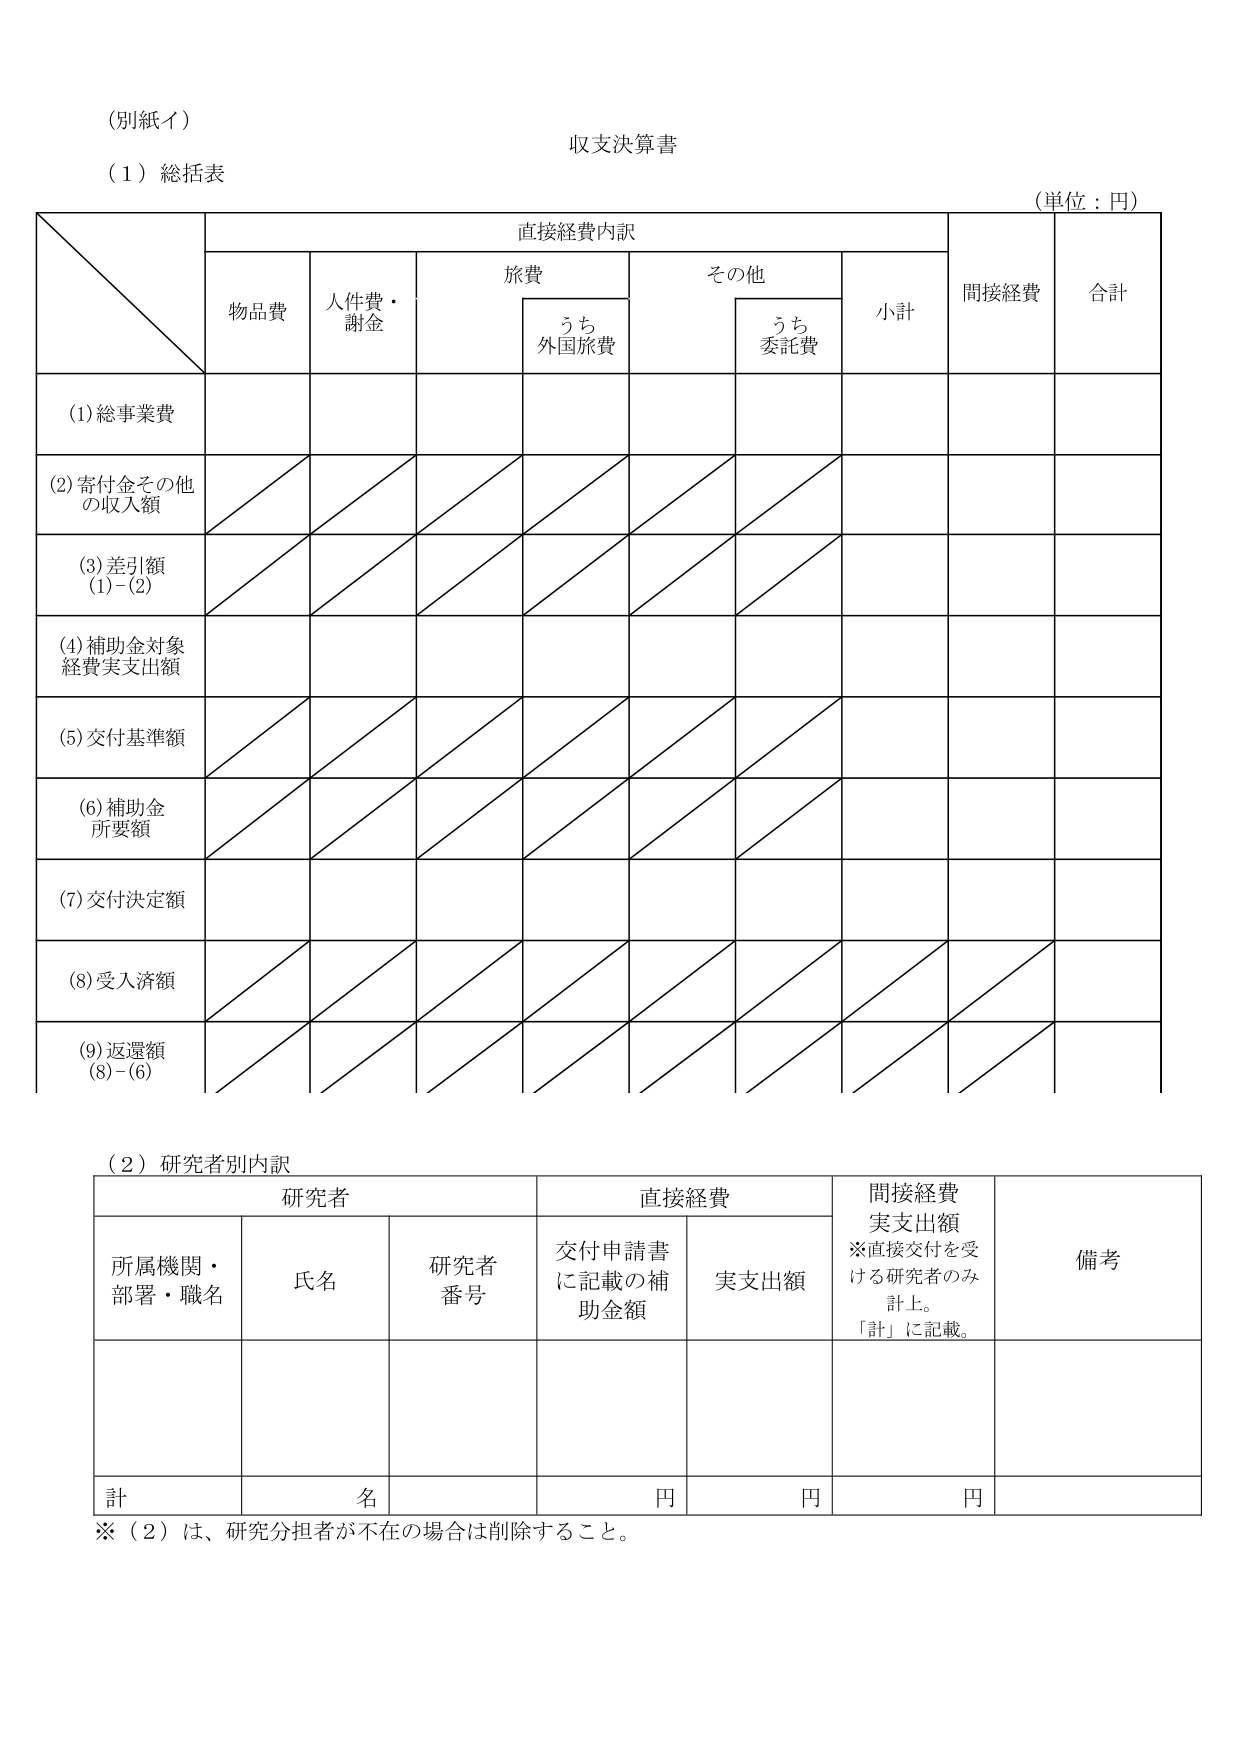 （別紙イ）
収支決算書
（１）総括表
（単位：円）
直接経費内訳
物品費
人件費・
謝金
旅費
うち
外国旅費
その他
うち
委託費
小計
間接経費
合計
(1)総事業費
(2)寄付金その他
の収入額
(3)差引額
(1)−(2)
(4)補助金対象
経費実支出額
(5)交付基準額
(6)補助金
所要額
(7)交付決定額
(8)受入済額
(9)返還額
(8)−(6)
（２）研究者別内訳
研究者
直接経費
間接経費
実支出額
※直接交付を受
ける研究者のみ
計上。
「計」に記載。
備考
所属機関・
部署・職名
氏名
研究者
番号
交付申請書
に記載の補
助金額
実支出額
計 名 円 円 円
※（２）は、研究分担者が不在の場合は削除すること。